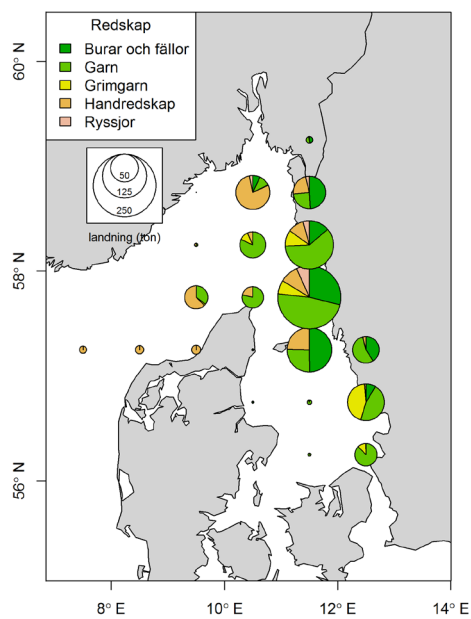 Redskap
Burar och fällor
Garn
Grimgarn
Handredskap
Ryssjor
50
125
250
landning (ton)
60° N
58° N
56° N
8° E
10° E
12° E
14° E